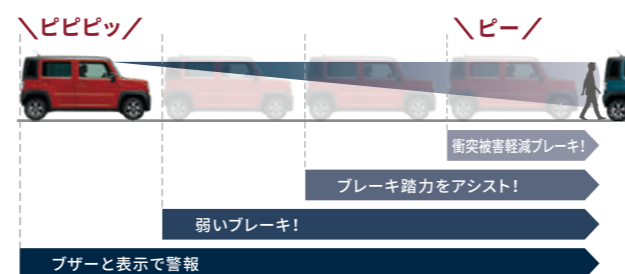 ＼ピピピッ／
＼ピー／
衝突被害軽減ブレーキ！
ブレーキ踏力をアシスト！
弱いブレーキ！
ブザーと表示で警報